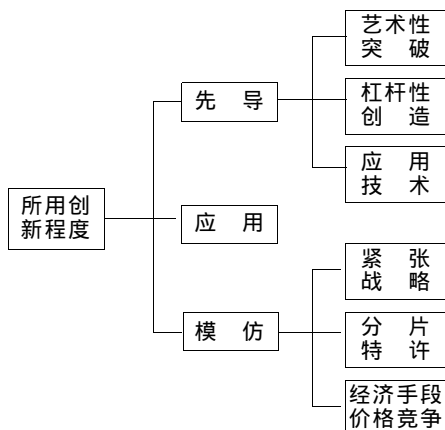 艺术性
突破
先导
杠杆性
创造
应用
技术
所用创
新程度
应用
紧张
战略
模仿
分片
特许
经济手段
价格竞争